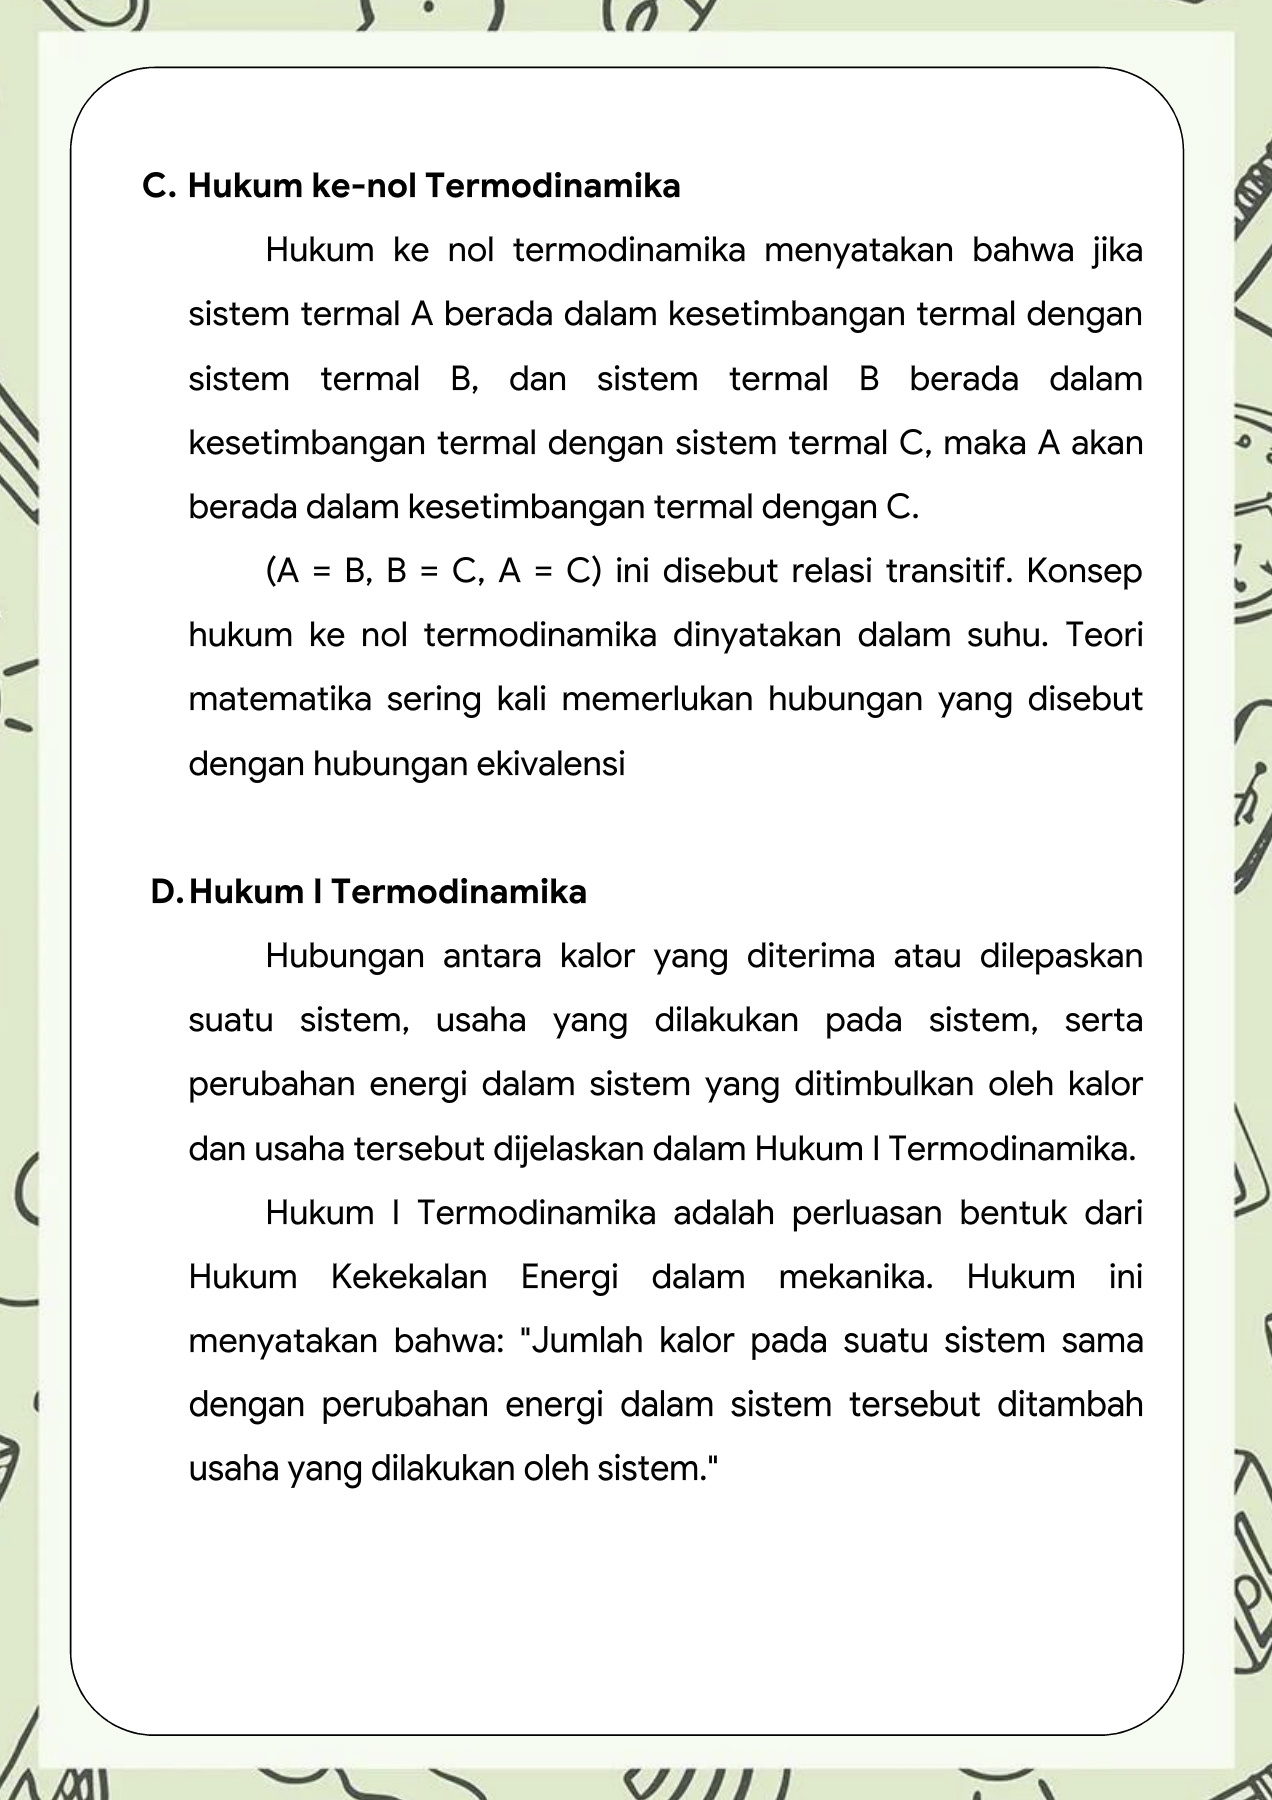 C. Hukum ke-nol Termodinamika
Hukum ke nol termodinamika menyatakan bahwa jika
sistem termal A berada dalam kesetimbangan termal dengan
sistem termal B, dan sistem termal B berada dalam
kesetimbangan termal dengan sistem termal C, maka A akan
berada dalam kesetimbangan termal dengan C.
(A = B, B = C, A = C) ini disebut relasi transitif. Konsep
hukum ke nol termodinamika dinyatakan dalam suhu. Teori
matematika sering kali memerlukan hubungan yang disebut
dengan hubungan ekivalensi
D. Hukum I Termodinamika
Hubungan antara kalor yang diterima atau dilepaskan
suatu sistem, usaha yang dilakukan pada sistem, serta
perubahan energi dalam sistem yang ditimbulkan oleh kalor
dan usaha tersebut dijelaskan dalam Hukum I Termodinamika.
Hukum I Termodinamika adalah perluasan bentuk dari
Hukum Kekekalan Energi dalam mekanika. Hukum ini
menyatakan bahwa: "Jumlah kalor pada suatu sistem sama
dengan perubahan energi dalam sistem tersebut ditambah
usaha yang dilakukan oleh sistem."